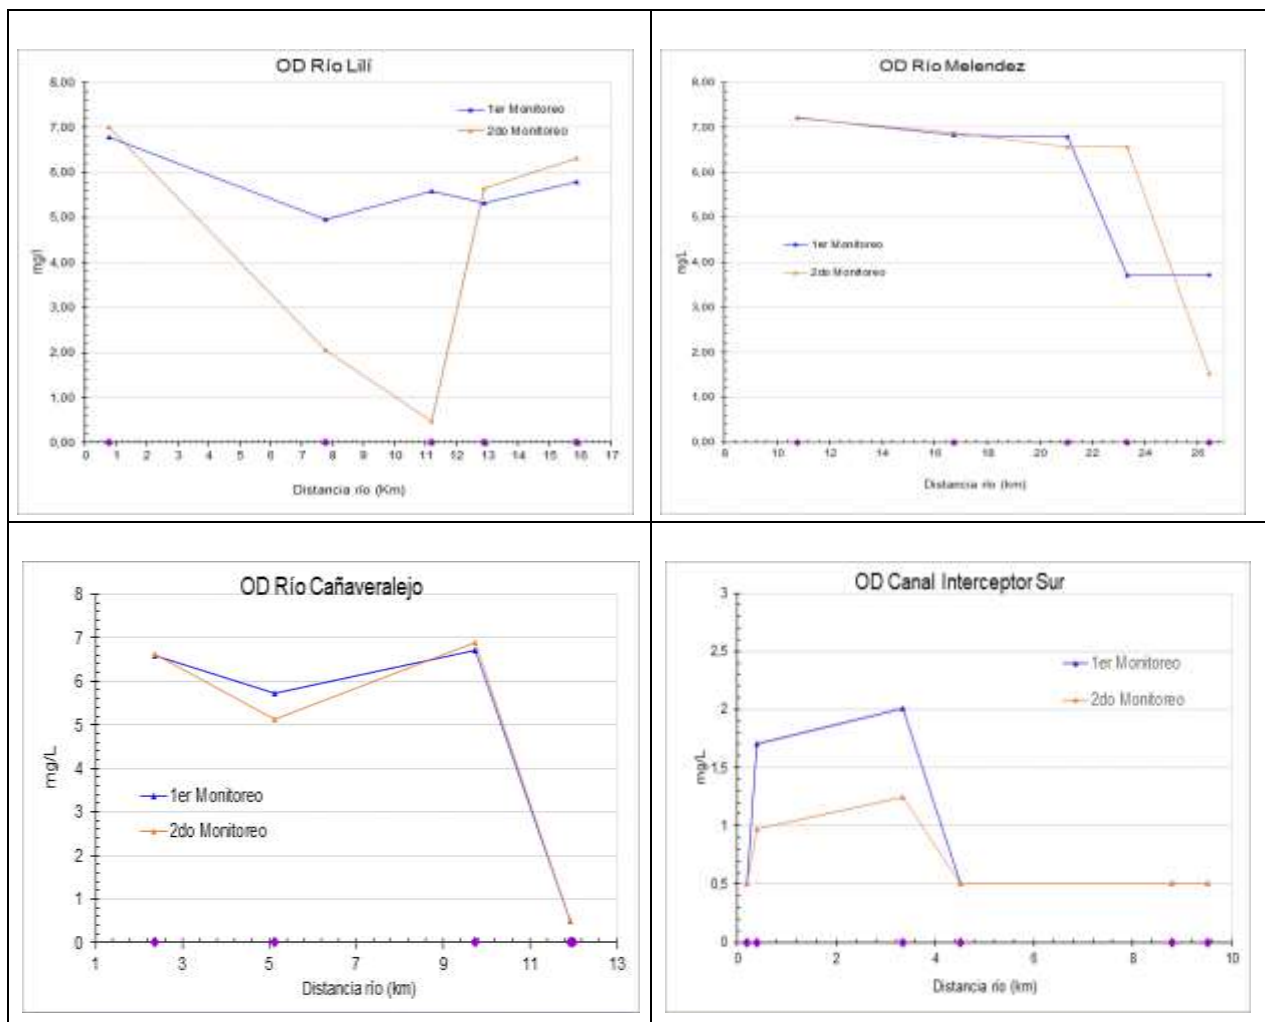 OD Río Lilí
8,00
7,00
6,00
5,00
4,00
3,00
2,00
1,00
0,00
mg/l
1er Monitoreo
2do Monitoreo
0 1 2 3 4 5 6 7 8 9 10 11 12 13 14 15 16 17
Distancia río (Km)
OD Río Melendez
8,00
7,00
6,00
5,00
4,00
3,00
2,00
1,00
0,00
mg/L
1er Monitoreo
2do Monitoreo
8 10 12 14 16 18 20 22 24 26
Distancia río (km)
OD Río Cañaveralejo
8
7
6
5
4
3
2
1
0
mg/L
1er Monitoreo
2do Monitoreo
1 3 5 7 9 11 13
Distancia río (km)
OD Canal Interceptor Sur
3
2,5
2
1,5
1
0,5
0
mg/L
1er Monitoreo
2do Monitoreo
0 2 4 6 8 10
Distancia río (km)